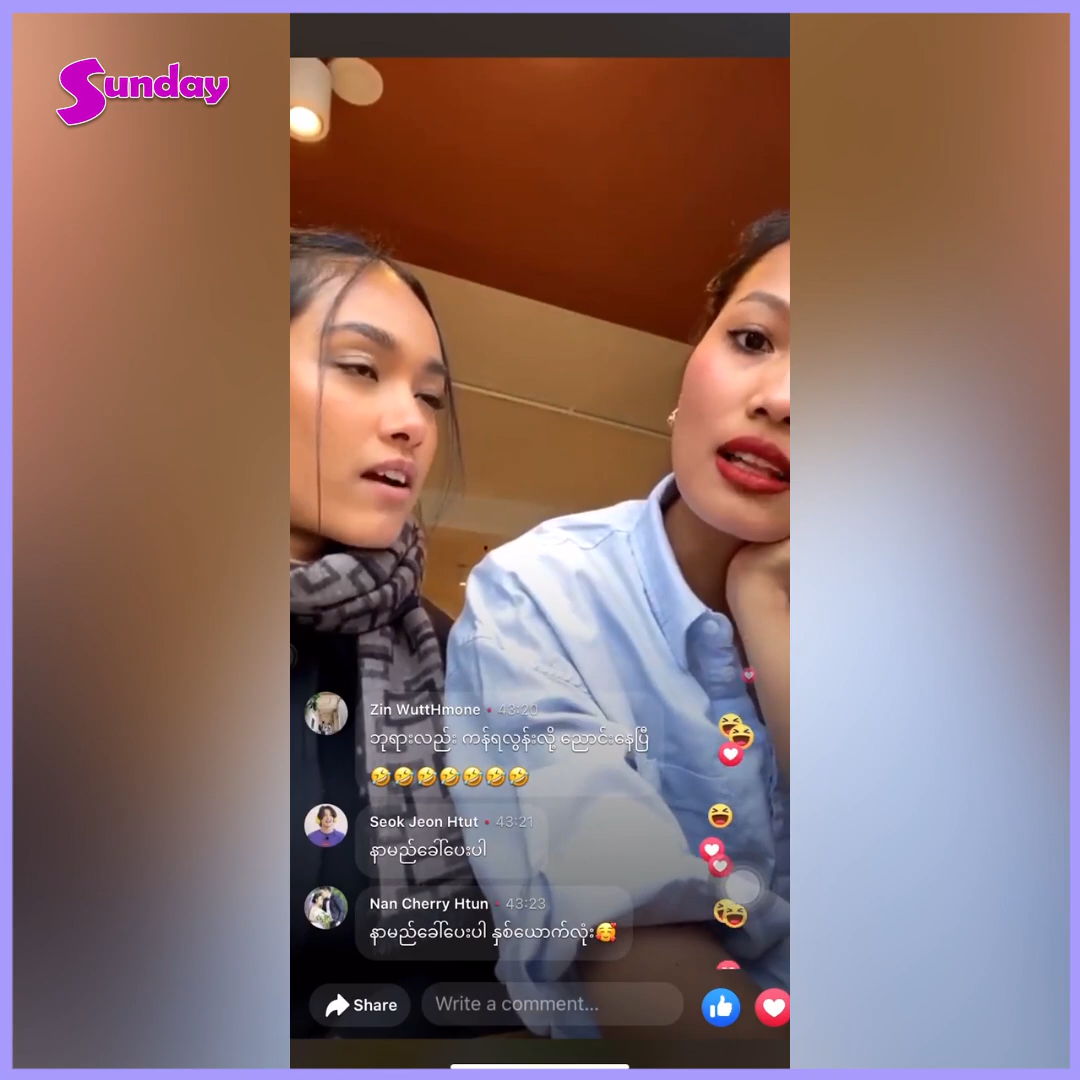 Sunday
Zin WuttHmone • 43:20
ဘုရားလည်း ကန်ရလွန်းလို့ ညောင်းနေပြီ
🤣🤣🤣🤣🤣🤣🤣
Seok Jeon Htut • 43:21
နာမည်ခေါ်ပေးပါ
Nan Cherry Htun • 43:23
နာမည်ခေါ်ပေးပါ နှစ်ယောက်လုံး🥰
Share
Write a comment...